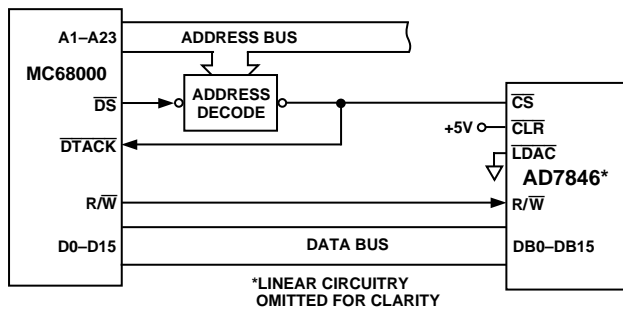 A1–A23
ADDRESS BUS
MC68000
DS
ADDRESS
DECODE
CS
+5V
CLR
DTACK
LDAC
AD7846*
R/W
R/W
D0–D15
DATA BUS
DB0–DB15
*LINEAR CIRCUITRY
OMITTED FOR CLARITY